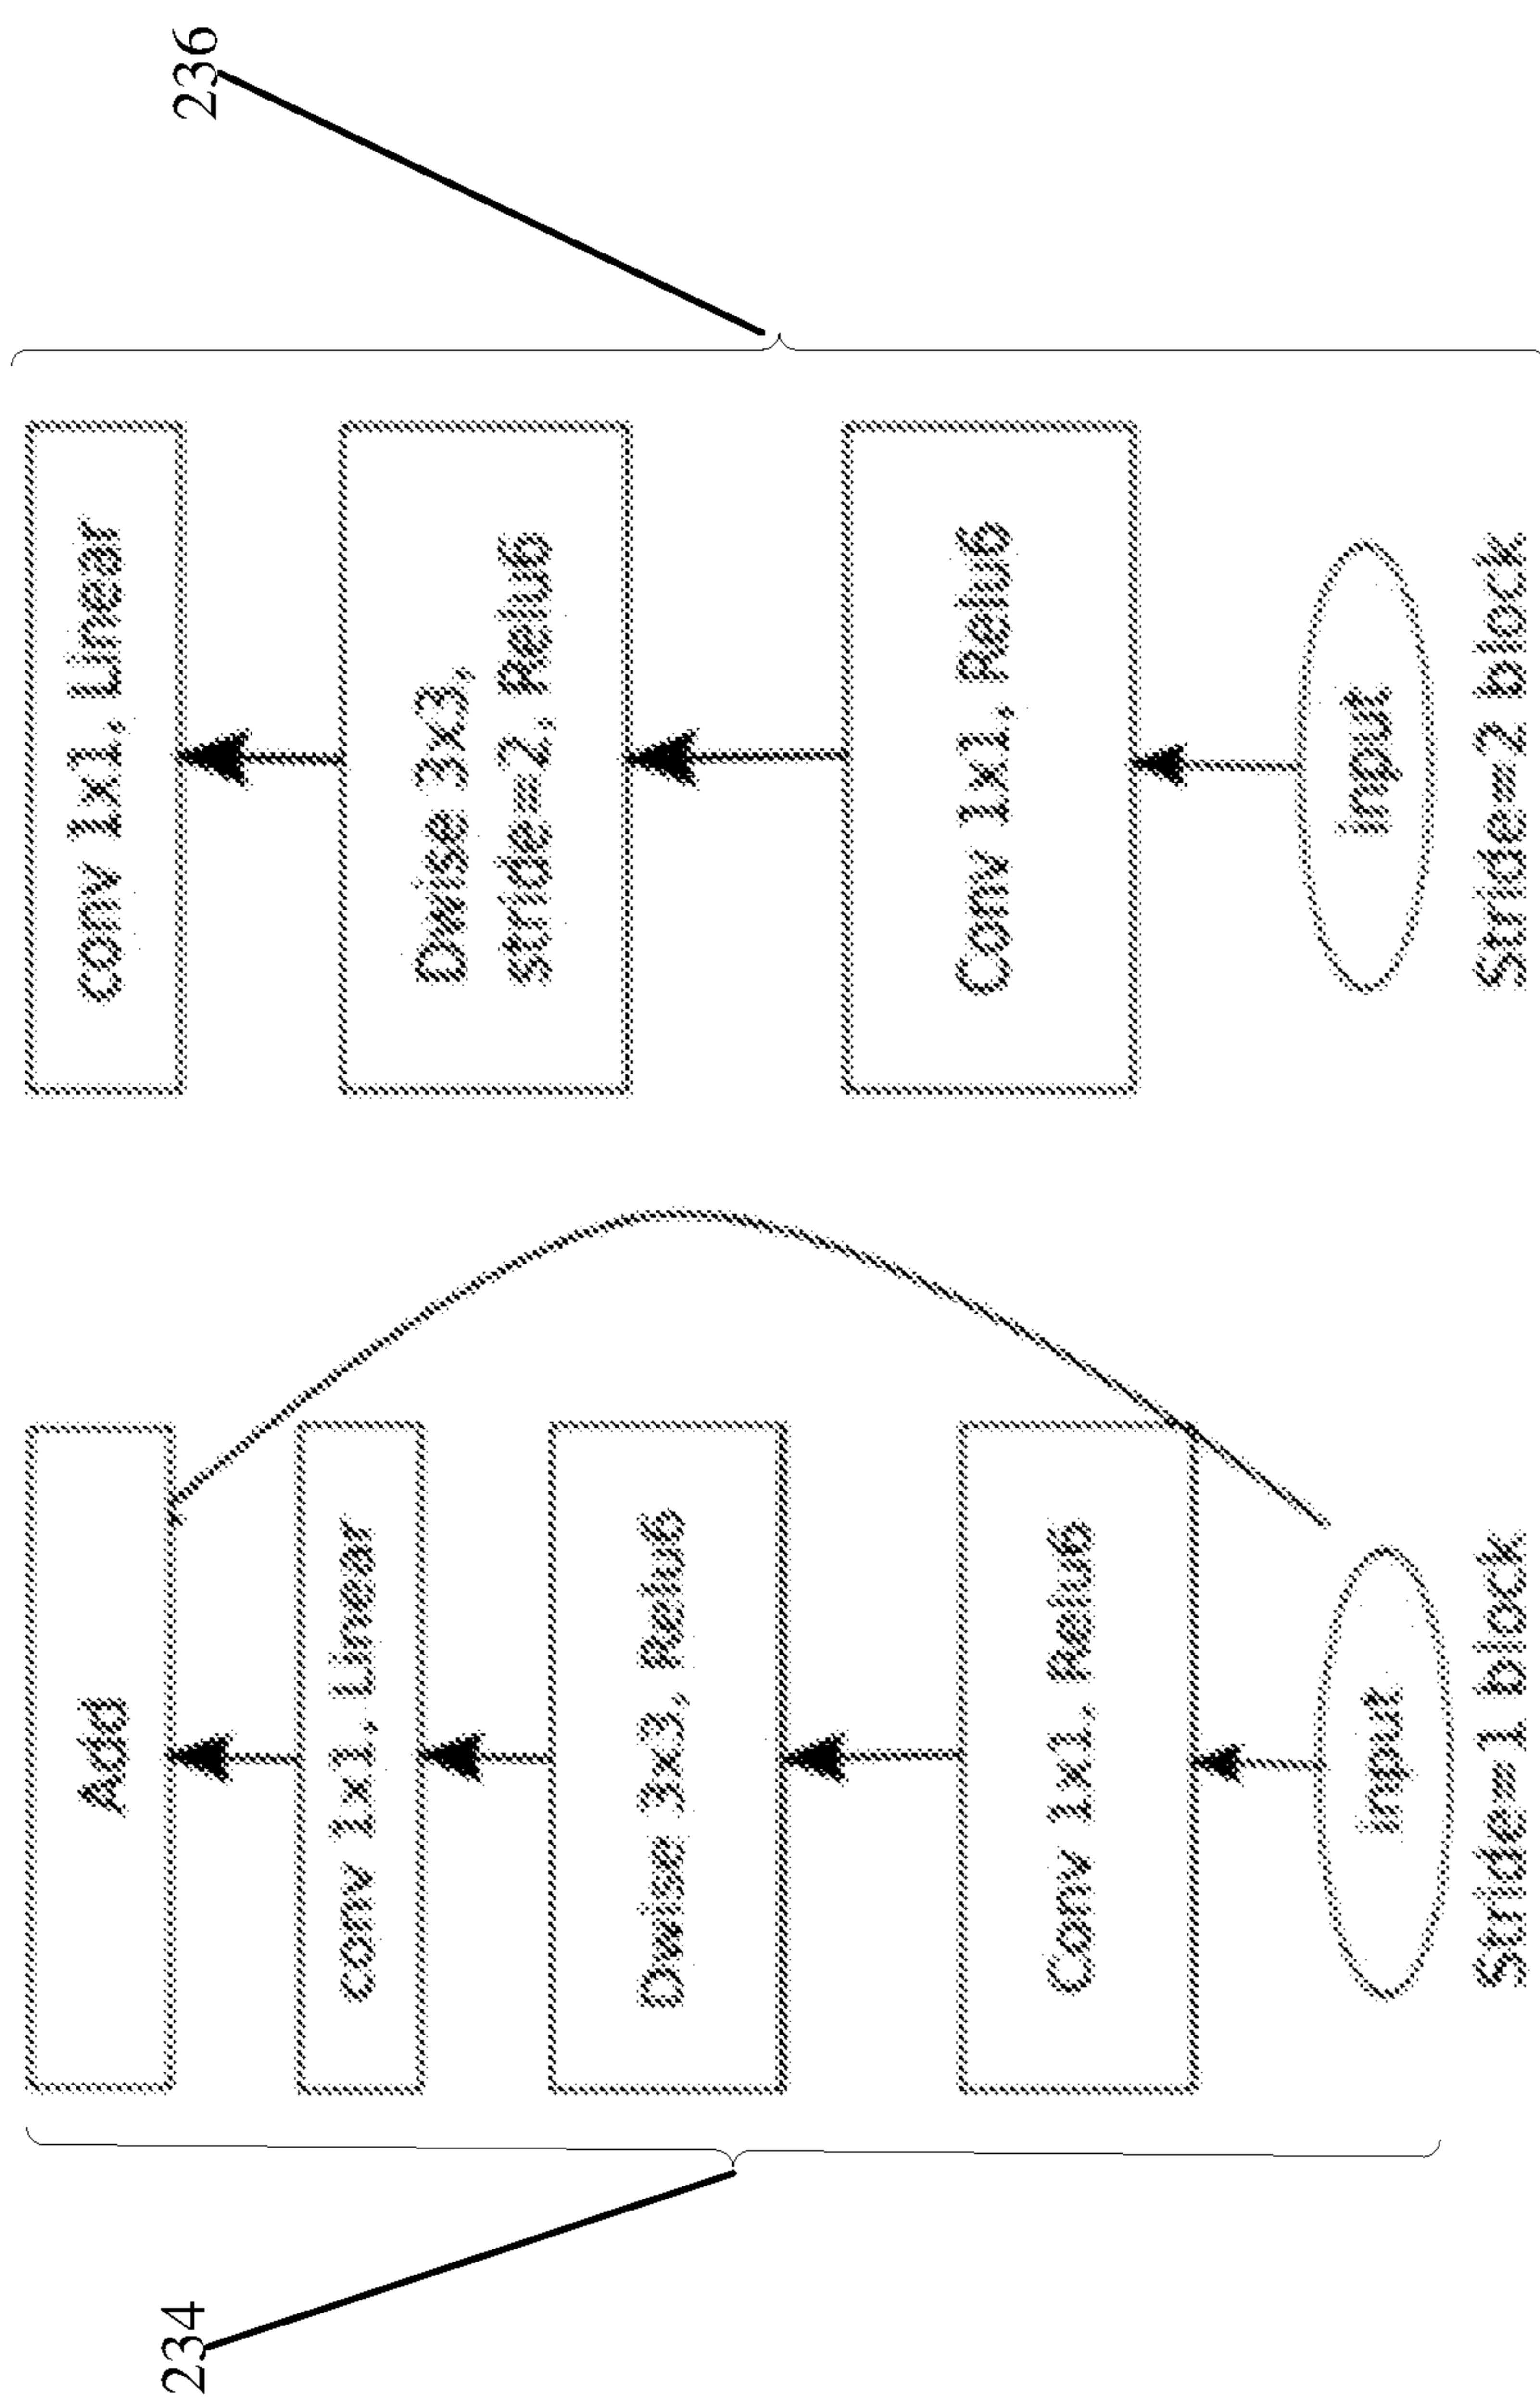 234
Add
conv 1x1, Linear
Dwise 3x3, Relu6
Conv 1x1, Relu6
input
Stride=1 block
236
conv 1x1, Linear
Dwise 3x3,
stride=2, Relu6
Conv 1x1, Relu6
input
Stride=2 block